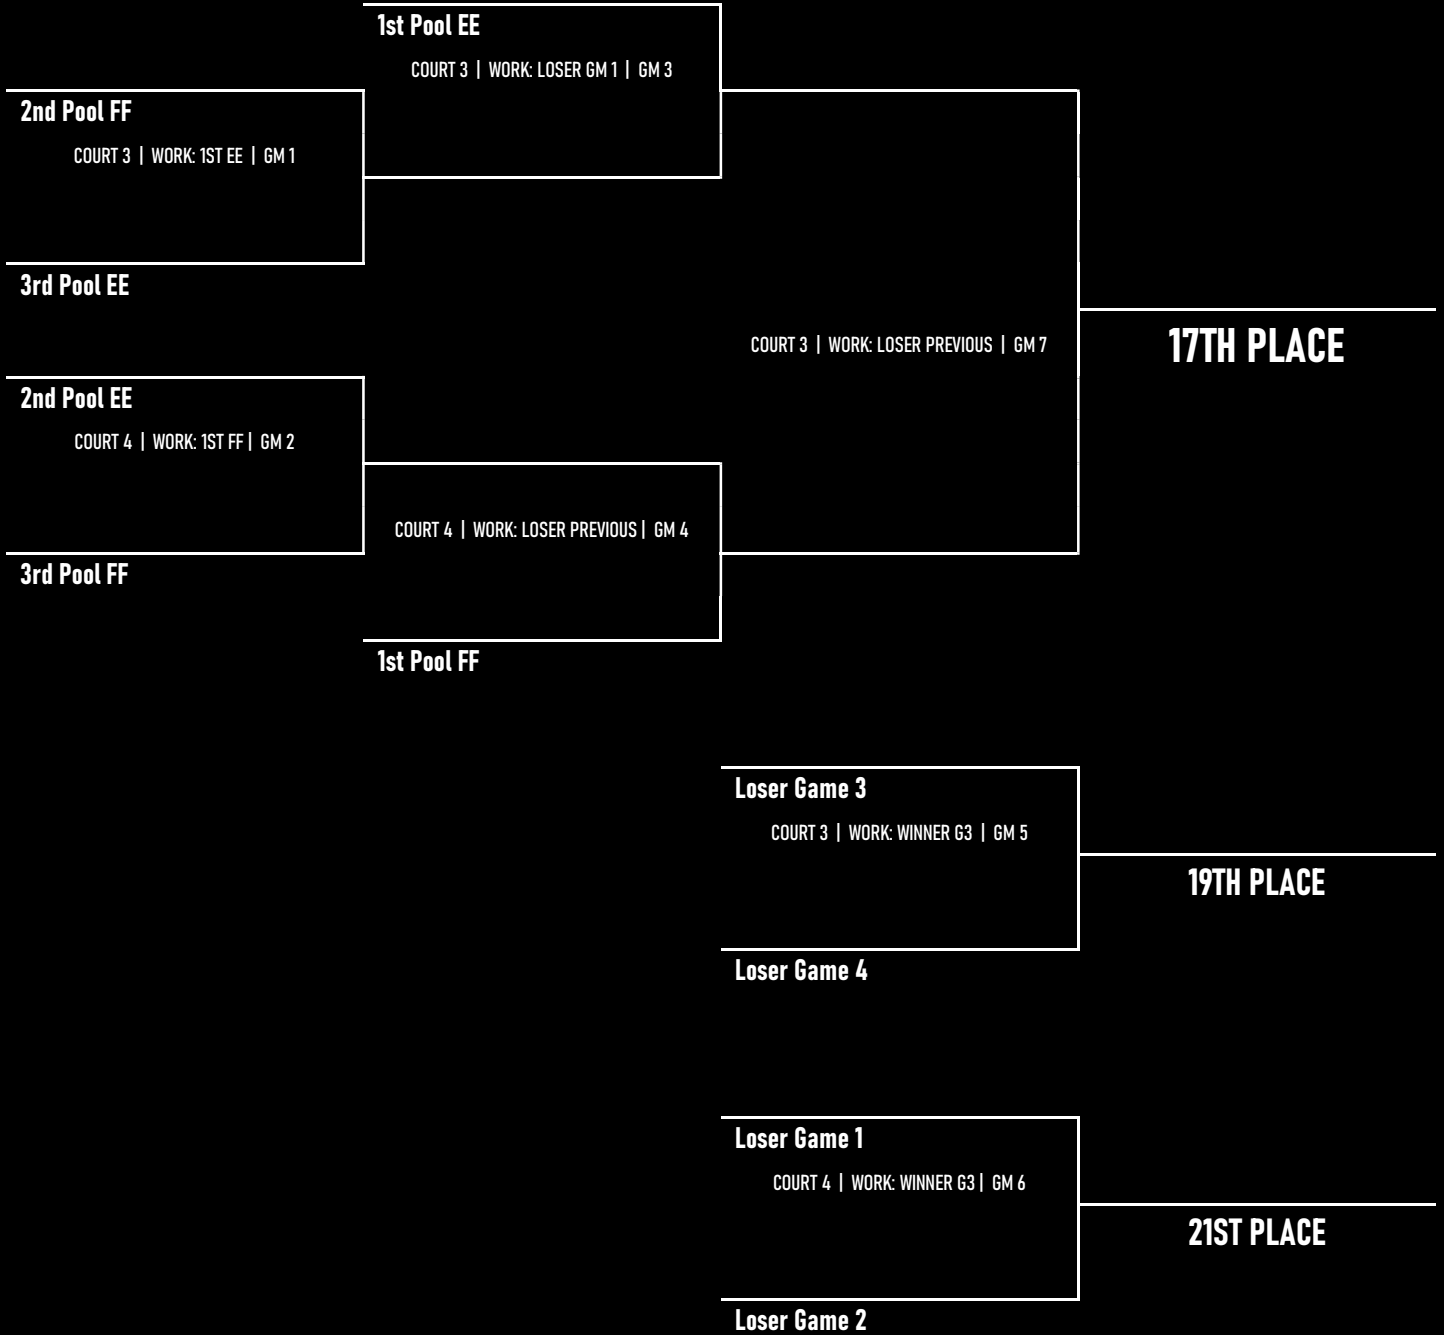 1st Pool EE
COURT 3 | WORK: LOSER GM 1 | GM 3
2nd Pool FF
COURT 3 | WORK: 1ST EE | GM 1
3rd Pool EE
COURT 3 | WORK: LOSER PREVIOUS | GM 7
17TH PLACE
2nd Pool EE
COURT 4 | WORK: 1ST FF | GM 2
COURT 4 | WORK: LOSER PREVIOUS | GM 4
3rd Pool FF
1st Pool FF
Loser Game 3
COURT 3 | WORK: WINNER G3 | GM 5
19TH PLACE
Loser Game 4
Loser Game 1
COURT 4 | WORK: WINNER G3 | GM 6
21ST PLACE
Loser Game 2